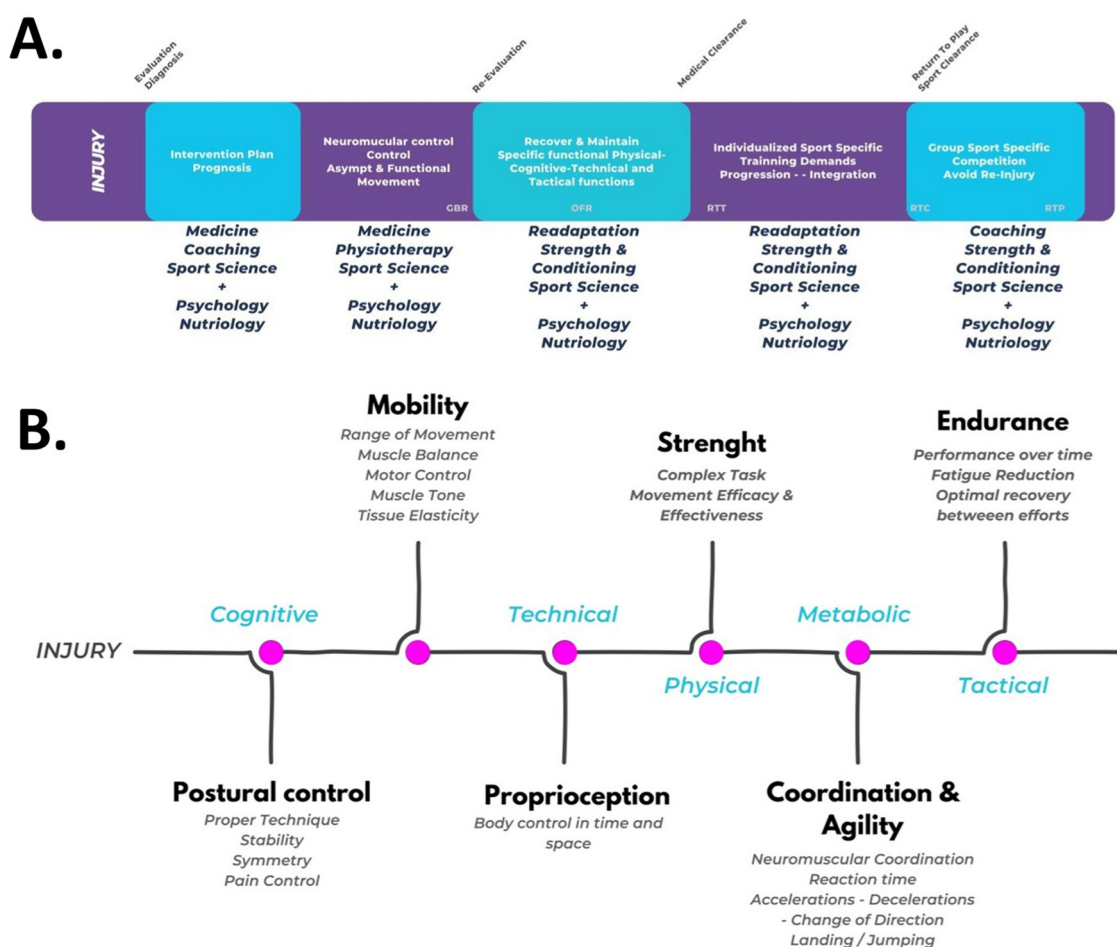 A.
Evaluation
Diagnosis
Re-Evaluation
Medical Clearance
Return To Play
Sport Clearance
INJURY
Intervention Plan
Prognosis
Neuromucular control
Control
Asympt & Functional
Movement
GBR
Recover & Maintain
Specific functional Physical-
Cognitive-Technical and
Tactical functions
OFR
Individualized Sport Specific
Trainning Demands
Progression - - Integration
RTT
Group Sport Specific
Competition
Avoid Re-Injury
RTC
RTP
Medicine
Coaching
Sport Science
+
Psychology
Nutriology
Medicine
Physiotherapy
Sport Science
+
Psychology
Nutriology
Readaptation
Strength &
Conditioning
Sport Science
+
Psychology
Nutriology
Readaptation
Strength &
Conditioning
Sport Science
+
Psychology
Nutriology
Coaching
Strength &
Conditioning
Sport Science
+
Psychology
Nutriology
B.
Mobility
Range of Movement
Muscle Balance
Motor Control
Muscle Tone
Tissue Elasticity
Strenght
Complex Task
Movement Efficacy &
Effectiveness
Endurance
Performance over time
Fatigue Reduction
Optimal recovery
betweeen efforts
INJURY
Cognitive
Technical
Physical
Metabolic
Tactical
Postural control
Proper Technique
Stability
Symmetry
Pain Control
Proprioception
Body control in time and
space
Coordination &
Agility
Neuromuscular Coordination
Reaction time
Accelerations - Decelerations
- Change of Direction
Landing / Jumping